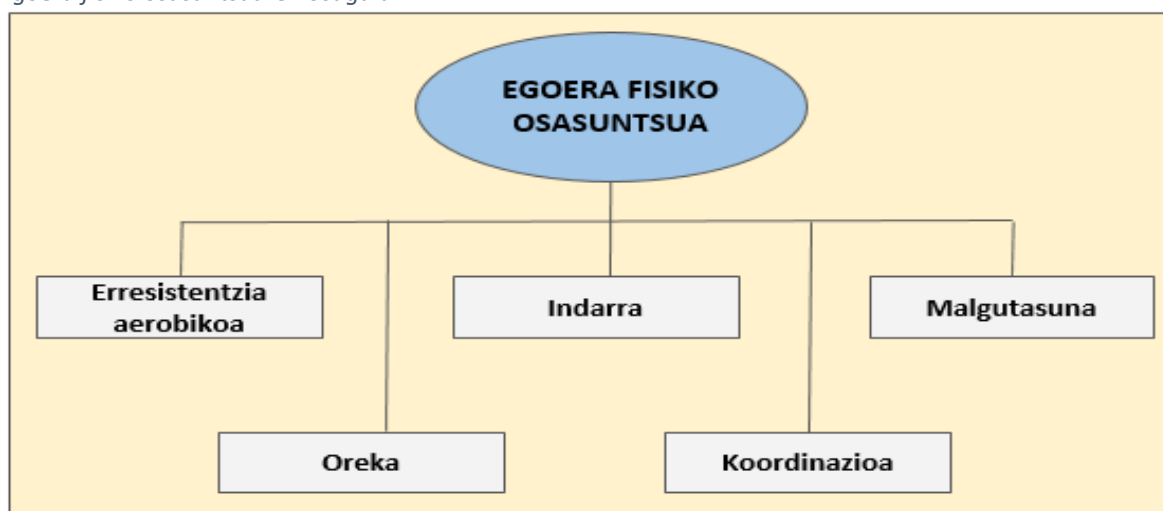 EGOERA FISIKO
OSASUNTSUA
Erresistentzia
aerobikoa
Indarra
Malgutasuna
Oreka
Koordinazioa